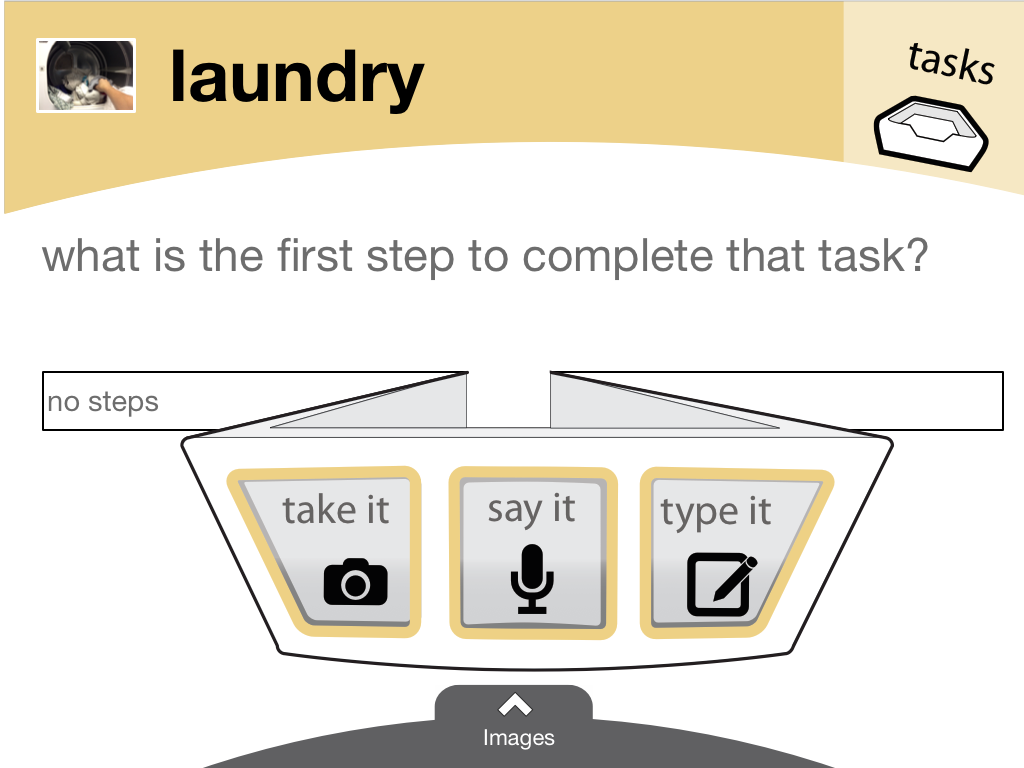 laundry
tasks
what is the first step to complete that task?
no steps
take it
say it
type it
Images